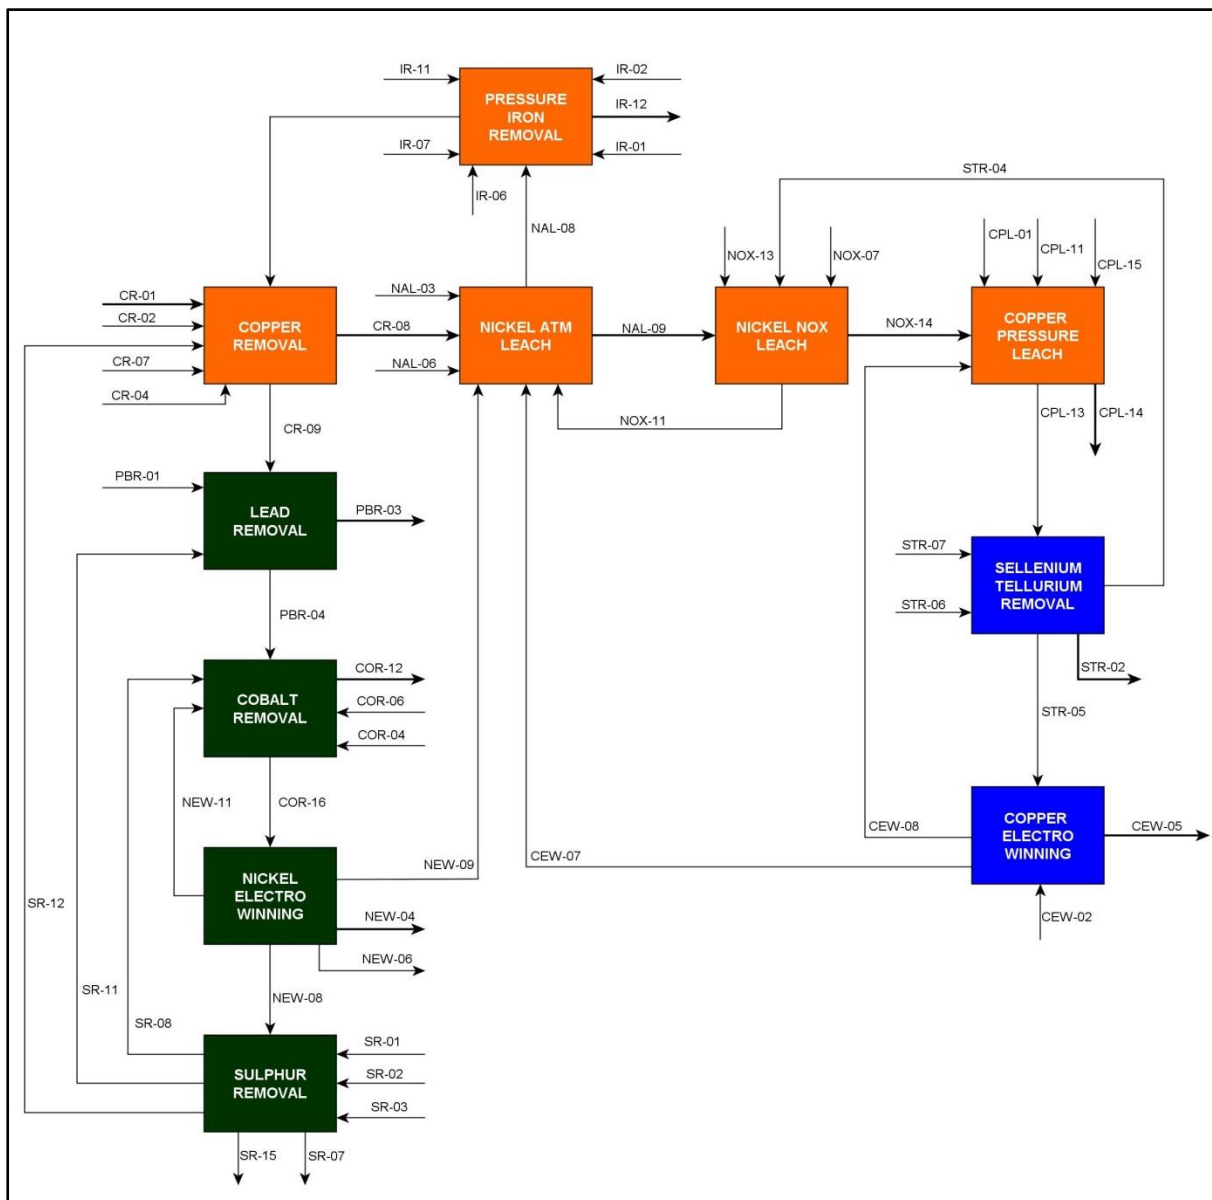 IR-11
IR-02
PRESSURE
IRON
REMOVAL
IR-12
IR-07
IR-01
IR-06
STR-04
NAL-08
NOX-13
NOX-07
CPL-01
CPL-11
CPL-15
CR-01
CR-02
CR-07
CR-04
COPPER
REMOVAL
CR-08
NAL-03
NAL-06
NICKEL ATM
LEACH
NAL-09
NICKEL NOX
LEACH
NOX-14
COPPER
PRESSURE
LEACH
NOX-11
CPL-13
CPL-14
CR-09
PBR-01
LEAD
REMOVAL
PBR-03
STR-07
STR-06
SELLENIUM
TELLURIUM
REMOVAL
STR-02
PBR-04
COR-12
COR-06
COR-04
COBALT
REMOVAL
STR-05
NEW-11
COR-16
CEW-08
COPPER
ELECTRO
WINNING
CEW-05
NICKEL
ELECTRO
WINNING
NEW-09
CEW-07
CEW-02
NEW-04
NEW-06
SR-12
SR-11
SR-08
NEW-08
SULPHUR
REMOVAL
SR-01
SR-02
SR-03
SR-15
SR-07